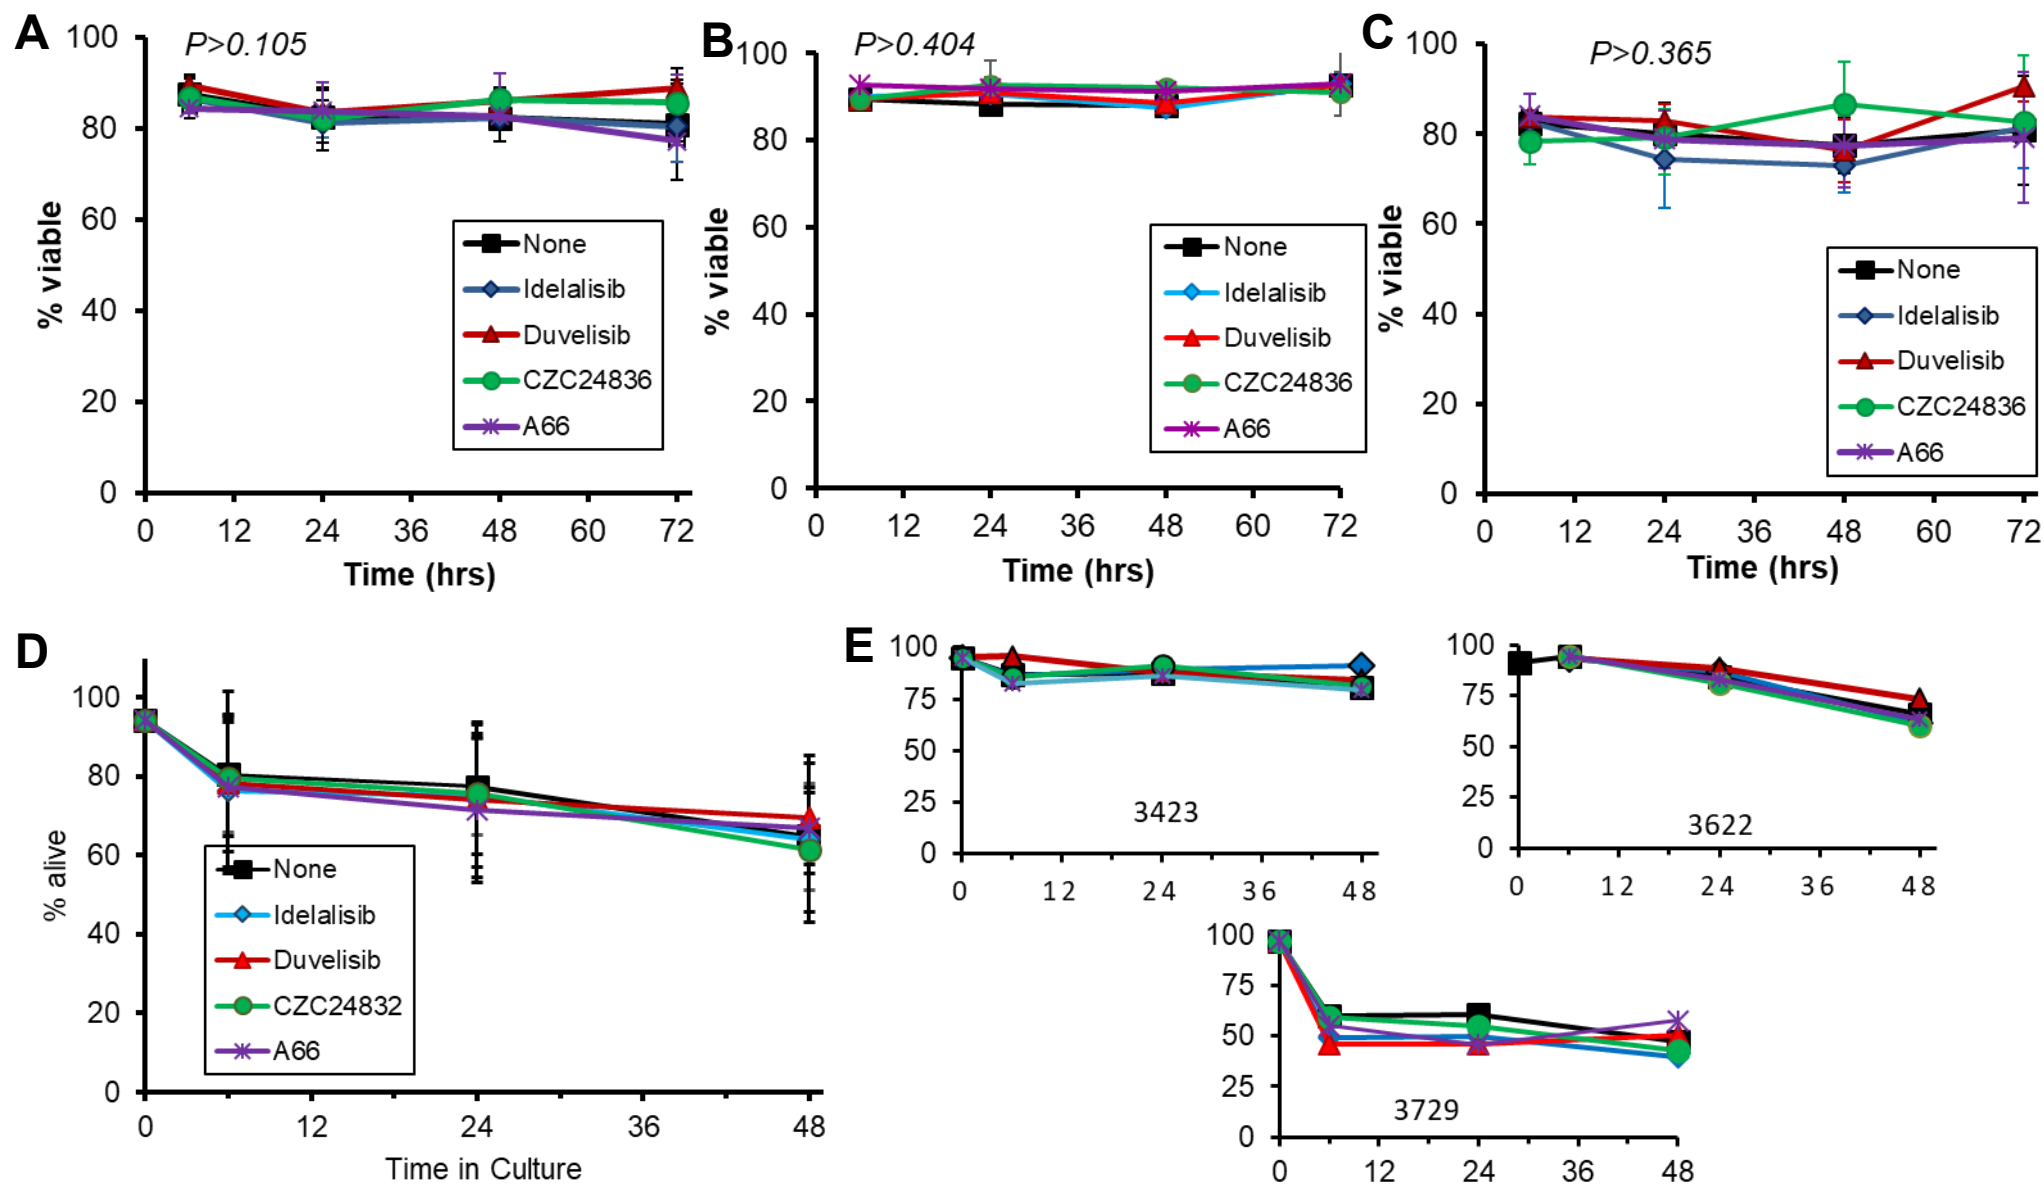 A
P>0.105
100
80
60
40
20
0
% viable
None
Idelalisib
Duvelisib
CZC24836
A66
0 12 24 36 48 60 72
Time (hrs)
B
P>0.404
100
80
60
40
20
0
% viable
None
Idelalisib
Duvelisib
CZC24836
A66
0 12 24 36 48 60 72
Time (hrs)
C
P>0.365
100
80
60
40
20
0
% viable
None
Idelalisib
Duvelisib
CZC24836
A66
0 12 24 36 48 60 72
Time (hrs)
D
100
80
60
40
20
0
% alive
None
Idelalisib
Duvelisib
CZC24832
A66
0 12 24 36 48
Time in Culture
E
100
75
50
25
0
3423
0 12 24 36 48
100
75
50
25
0
3622
0 12 24 36 48
100
75
50
25
0
3729
0 12 24 36 48